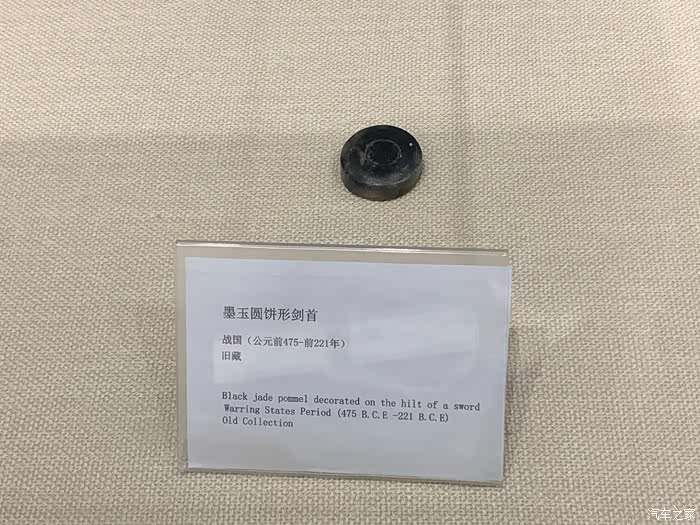 墨玉圆饼形剑首
战国（公元前475-前221年）
旧藏
Black jade pommel decorated on the hilt of a sword
Warring States Period (475 B.C.E -221 B.C.E)
Old Collection
汽车之家